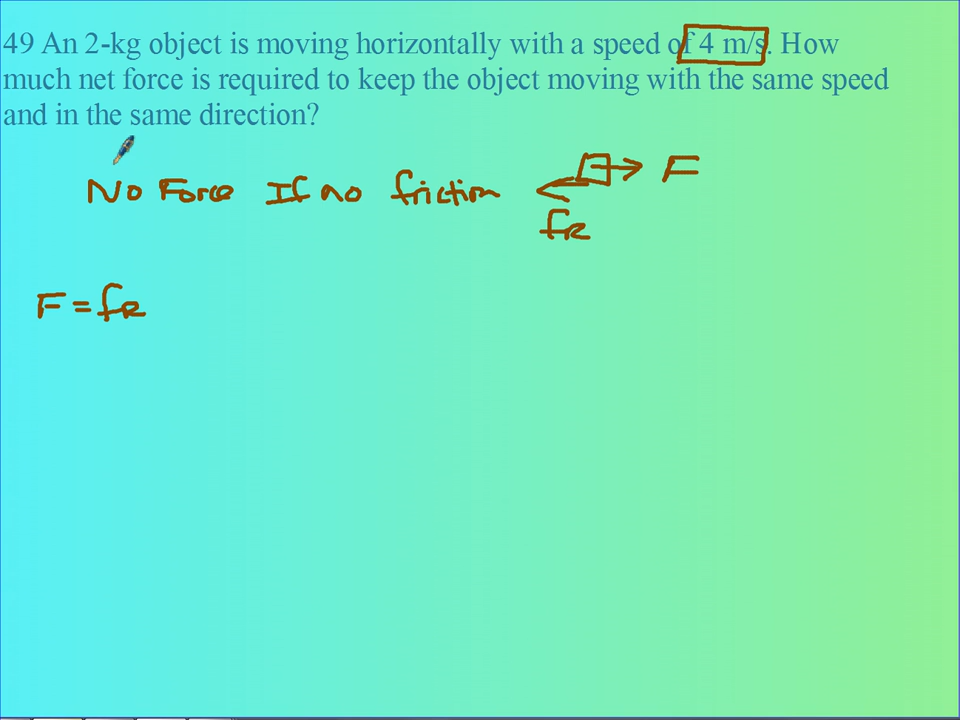 49 An 2-kg object is moving horizontally with a speed of 4 m/s. How
much net force is required to keep the object moving with the same speed
and in the same direction?
No Force If no friction
F
fR
F = fR